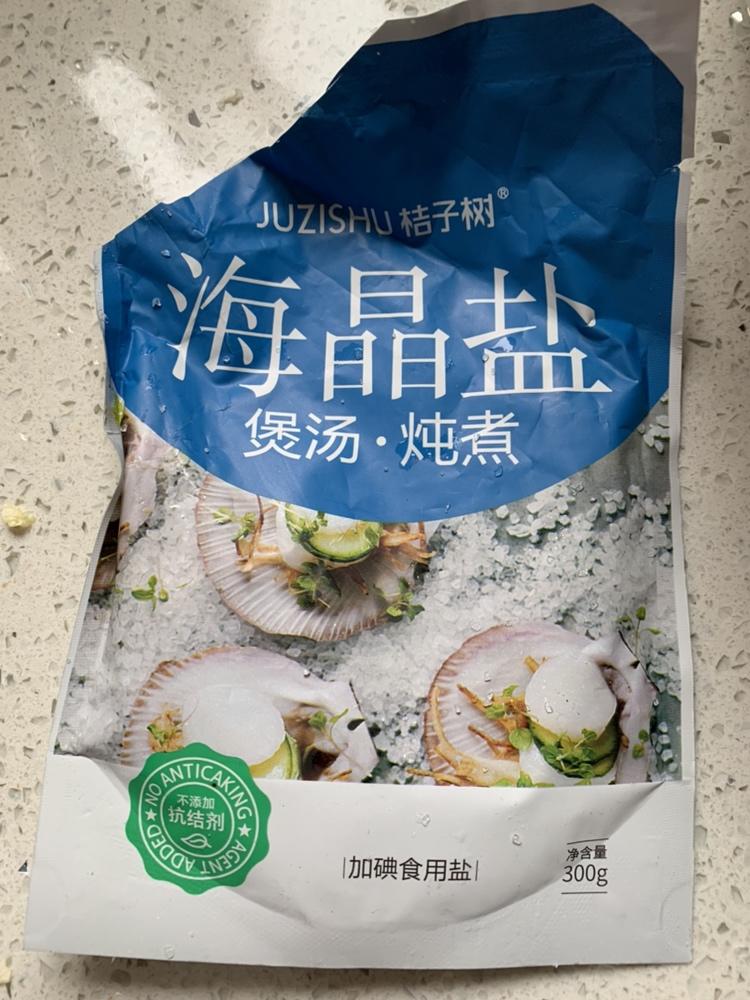 JUZISHU 桔子树®
海晶盐
煲汤·炖煮
NO ANTICAKING
不添加
抗结剂
AGENT ADDED
加碘食用盐
净含量
300g